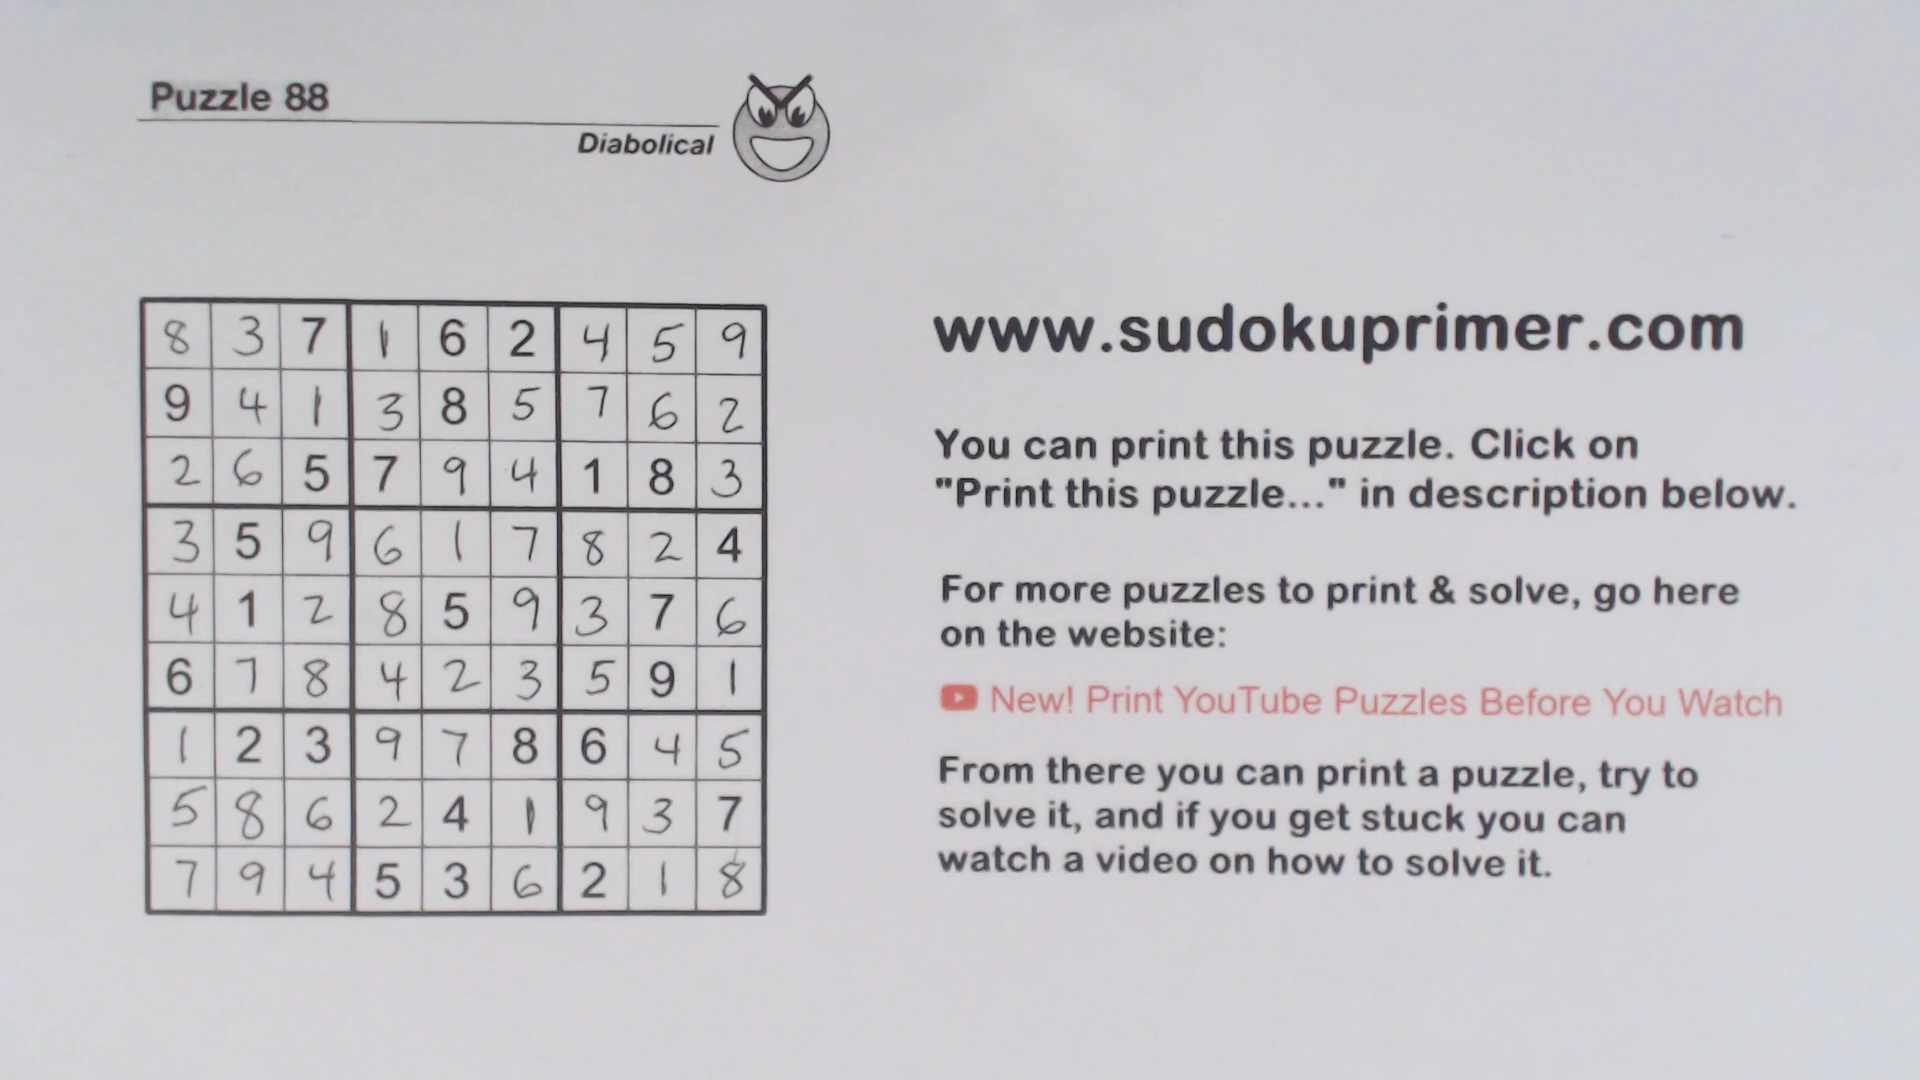 Puzzle 88
Diabolical
8 3 7 1 6 2 4 5 9
9 4 1 3 8 5 7 6 2
2 6 5 7 9 4 1 8 3
3 5 9 6 1 7 8 2 4
4 1 2 8 5 9 3 7 6
6 7 8 4 2 3 5 9 1
1 2 3 9 7 8 6 4 5
5 8 6 2 4 1 9 3 7
7 9 4 5 3 6 2 1 8
www.sudokuprimer.com
You can print this puzzle. Click on
"Print this puzzle..." in description below.
For more puzzles to print & solve, go here
on the website:
New! Print YouTube Puzzles Before You Watch
From there you can print a puzzle, try to
solve it, and if you get stuck you can
watch a video on how to solve it.